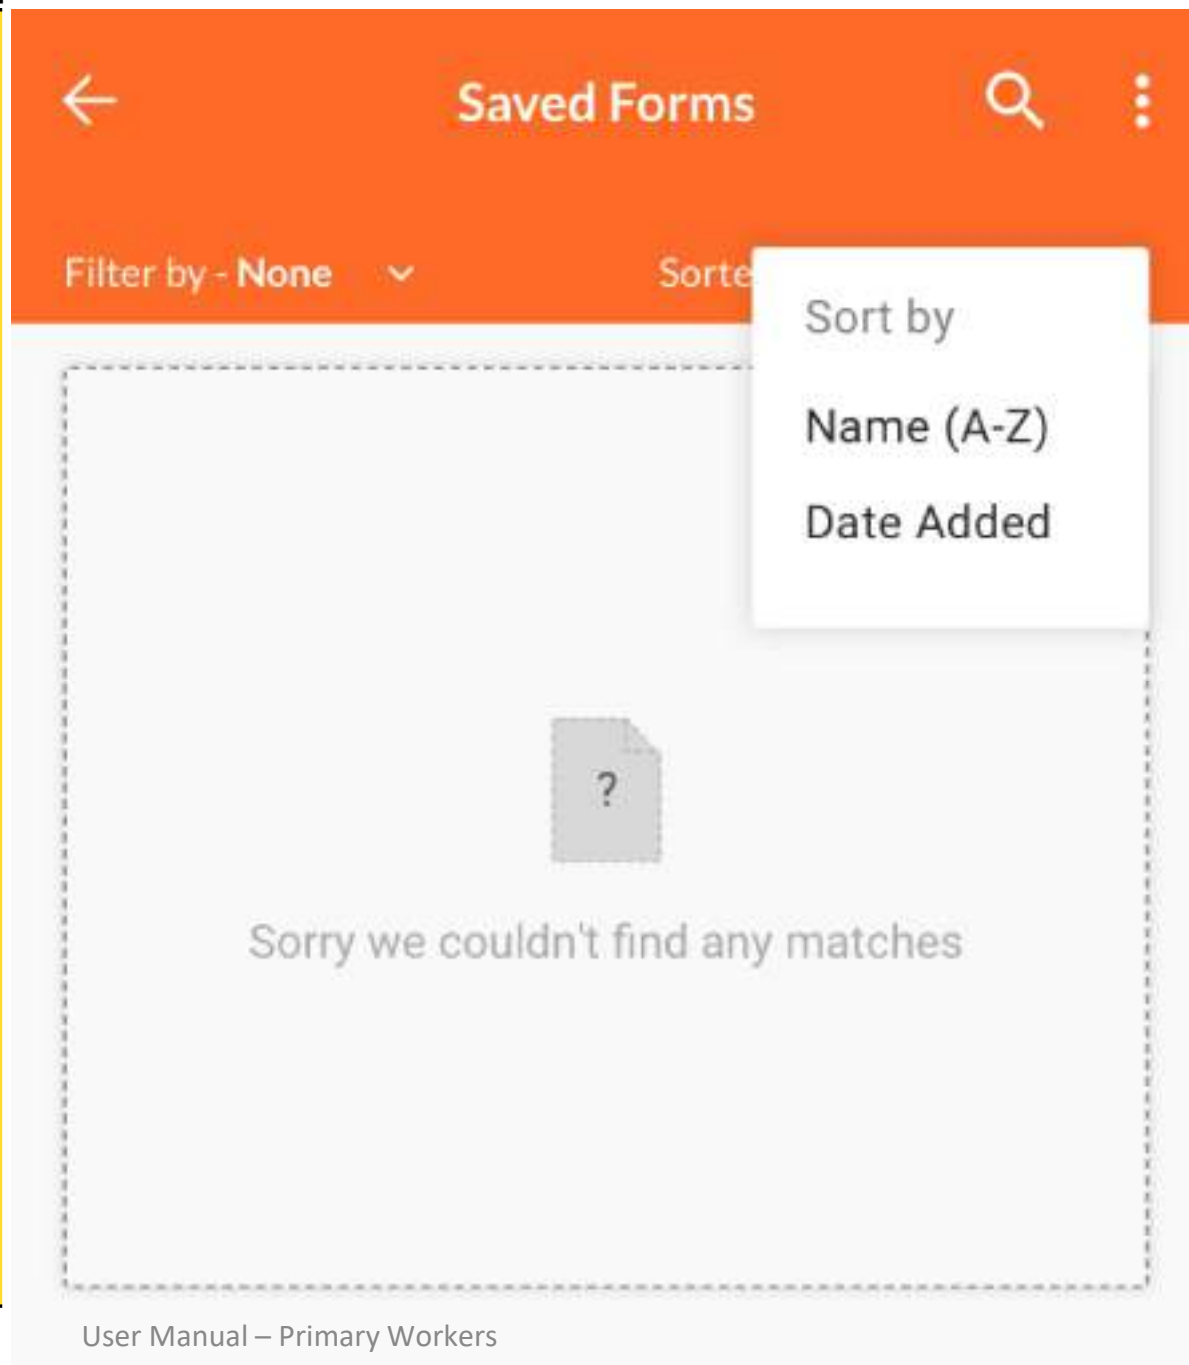 Saved Forms
Filter by - None
Sorte
Sort by
Name (A-Z)
Date Added
?
Sorry we couldn't find any matches
User Manual – Primary Workers